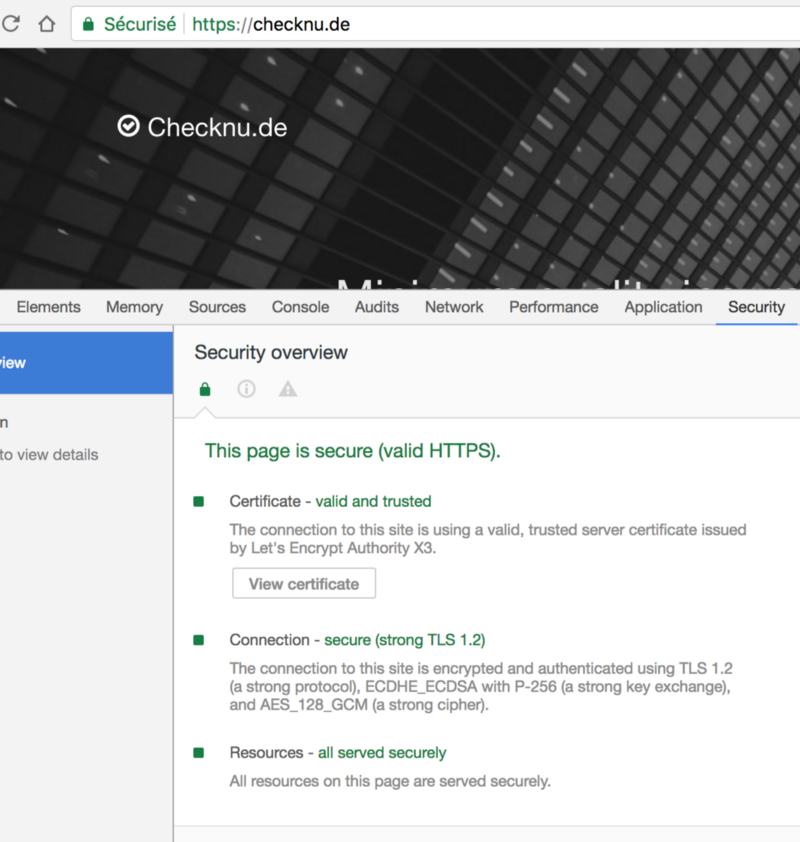 Sécurisé https://checknu.de
Checknu.de
Elements Memory Sources Console Audits Network Performance Application Security
view
Security overview
n
to view details
This page is secure (valid HTTPS).
Certificate - valid and trusted
The connection to this site is using a valid, trusted server certificate issued
by Let's Encrypt Authority X3.
View certificate
Connection - secure (strong TLS 1.2)
The connection to this site is encrypted and authenticated using TLS 1.2
(a strong protocol), ECDHE_ECDSA with P-256 (a strong key exchange),
and AES_128_GCM (a strong cipher).
Resources - all served securely
All resources on this page are served securely.